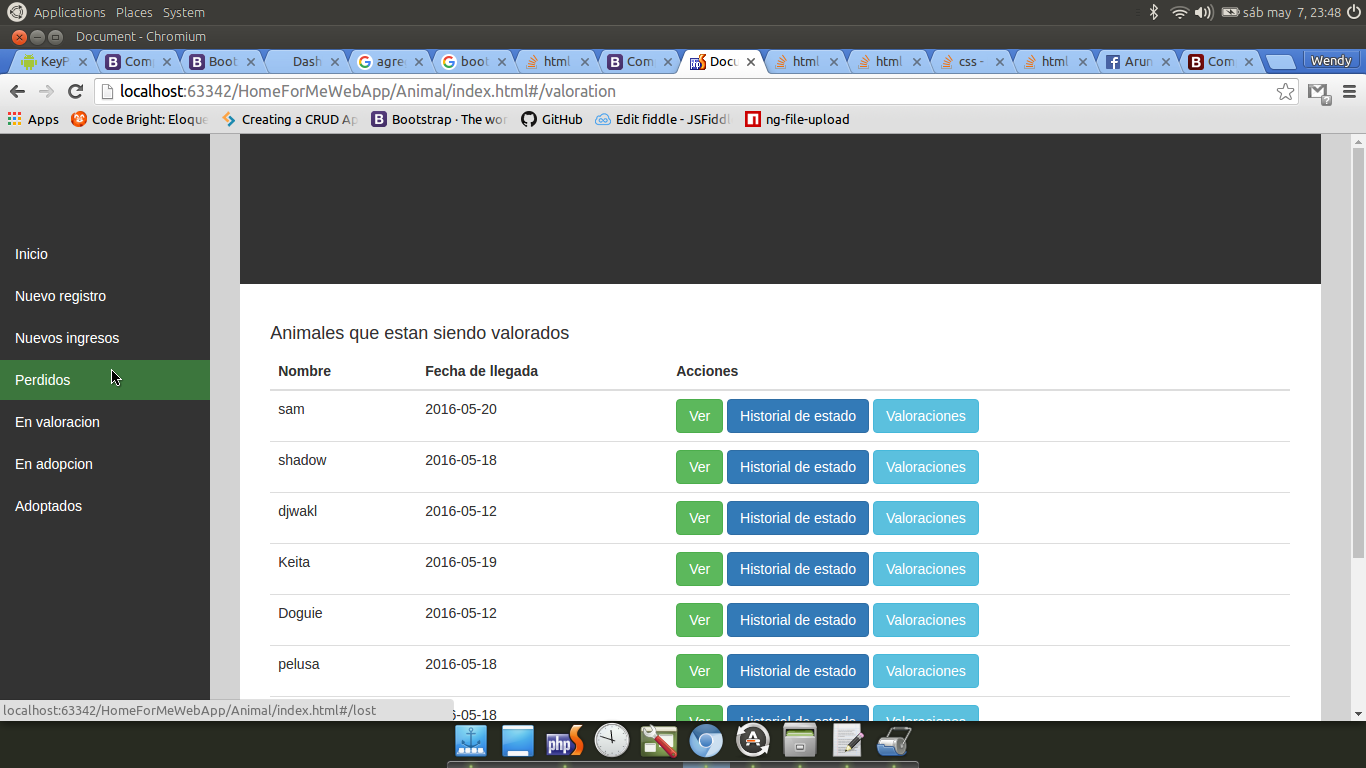 Applications Places System
sáb may 7, 23:48
Document - Chromium
KeyP
Com
Boot
Dash
agre
bool
html
Com
Docu
html
html
css -
html
Arun
Com
Wendy
localhost:63342/HomeForMeWebApp/Animal/index.html#/valoration
Apps
Code Bright: Eloque
Creating a CRUD Ap
Bootstrap · The wor
GitHub
Edit fiddle - JSFiddl
ng-file-upload
Inicio
Nuevo registro
Nuevos ingresos
Perdidos
En valoracion
En adopcion
Adoptados
Animales que estan siendo valorados
Nombre Fecha de llegada Acciones
sam 2016-05-20 Ver Historial de estado Valoraciones
shadow 2016-05-18 Ver Historial de estado Valoraciones
djwakl 2016-05-12 Ver Historial de estado Valoraciones
Keita 2016-05-19 Ver Historial de estado Valoraciones
Doguie 2016-05-12 Ver Historial de estado Valoraciones
pelusa 2016-05-18 Ver Historial de estado Valoraciones
5-18 Ver Historial de estado Valoraciones
localhost:63342/HomeForMeWebApp/Animal/index.html#/lost
php